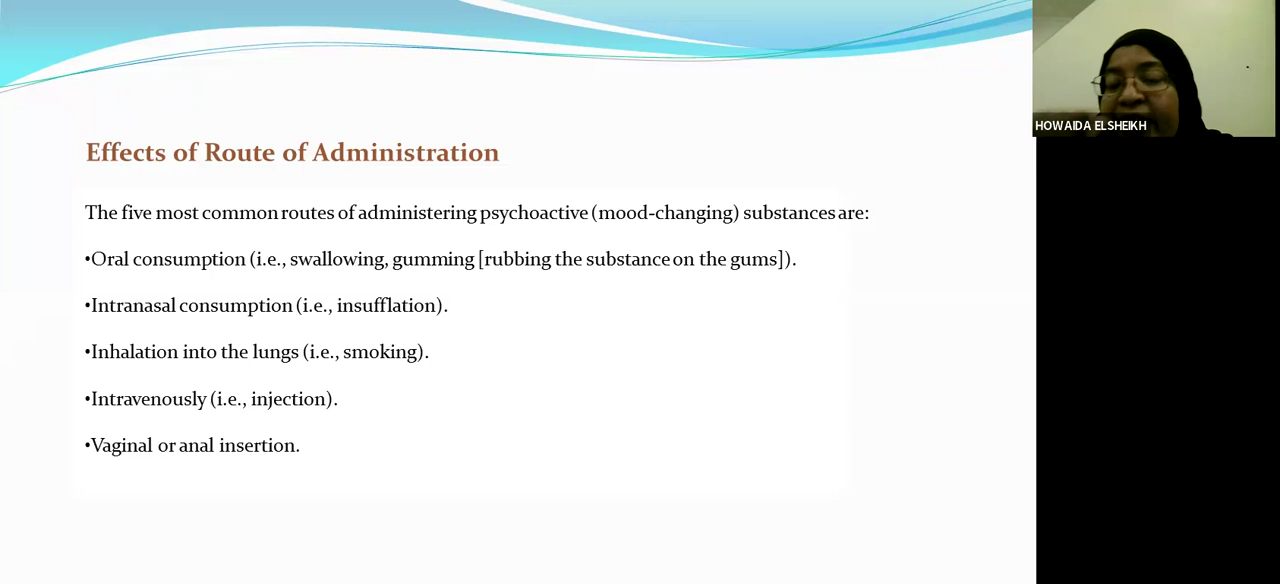 Effects of Route of Administration
The five most common routes of administering psychoactive (mood-changing) substances are:
•Oral consumption (i.e., swallowing, gumming [rubbing the substance on the gums]).
•Intranasal consumption (i.e., insufflation).
•Inhalation into the lungs (i.e., smoking).
•Intravenously (i.e., injection).
•Vaginal or anal insertion.
HOWAIDA ELSHEIKH